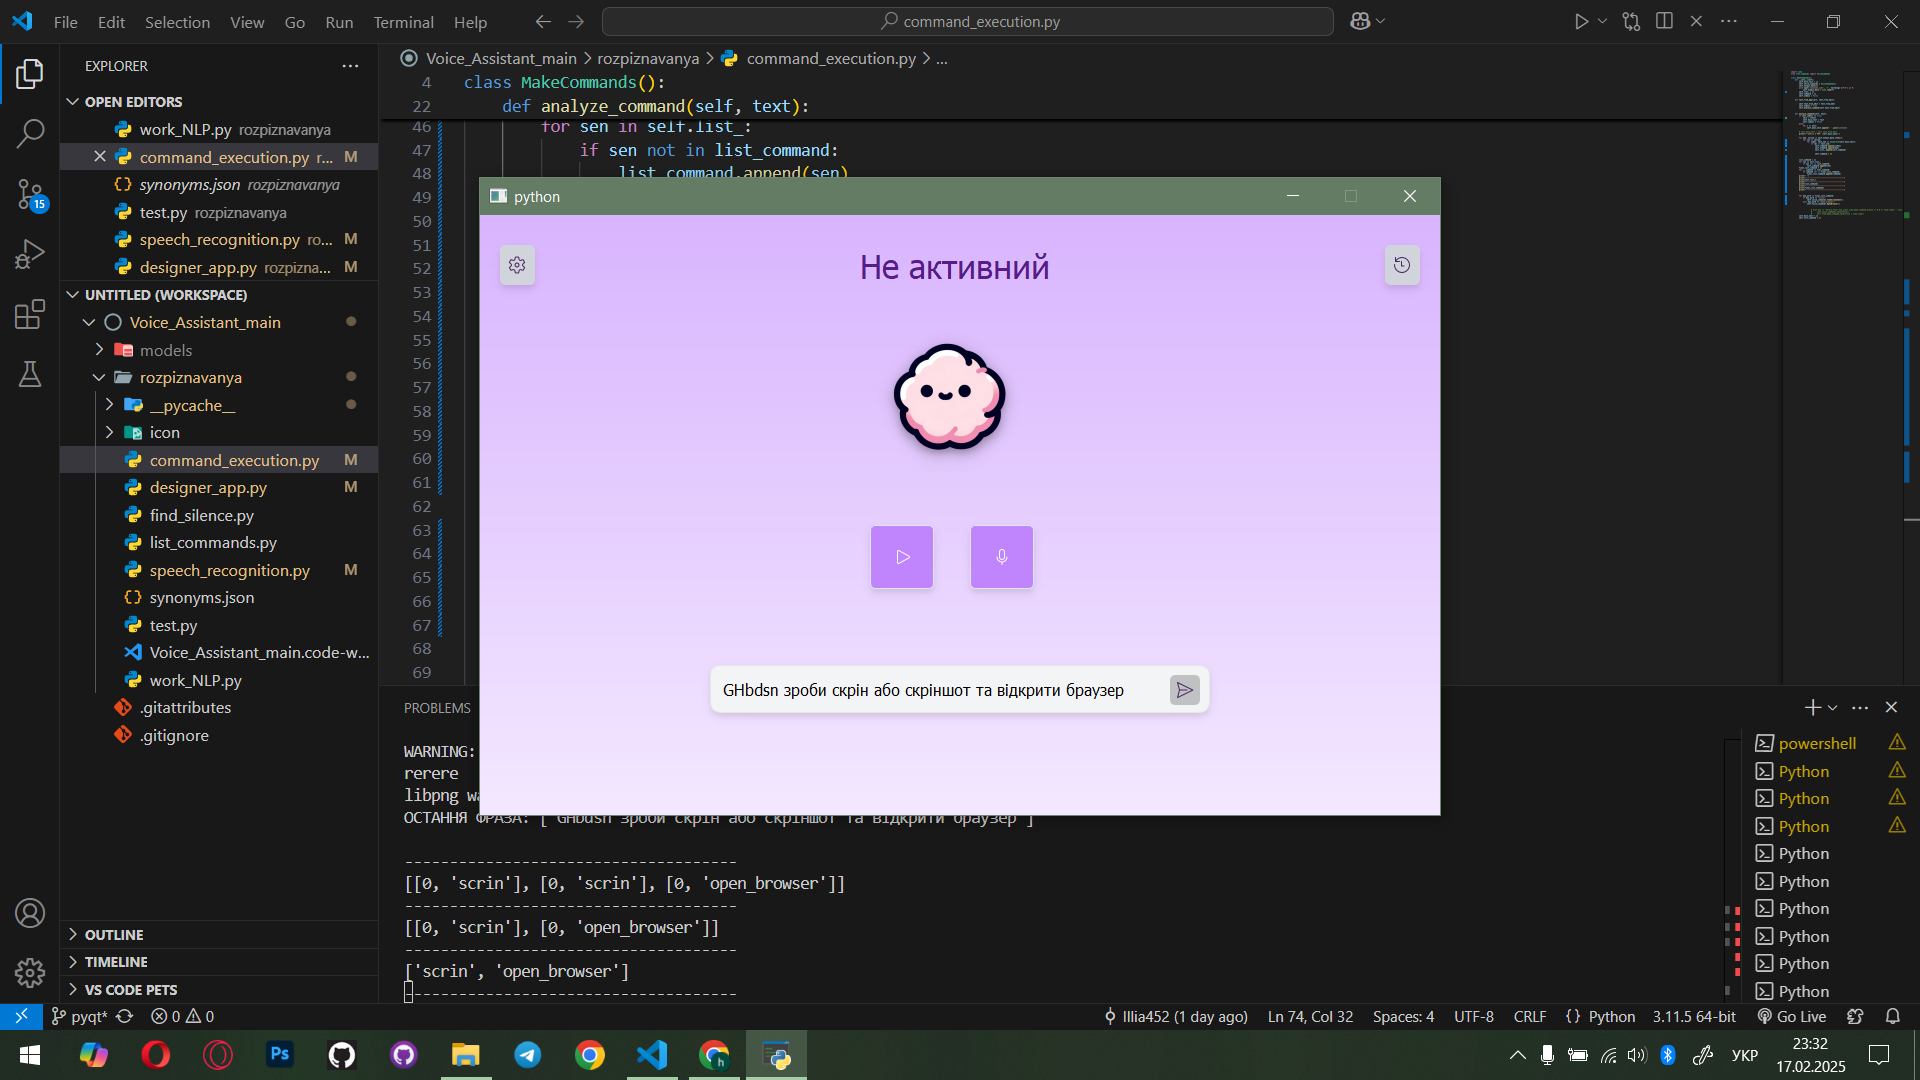 File Edit Selection View Go Run Terminal Help
command_execution.py
EXPLORER
OPEN EDITORS
work_NLP.py rozpiznavanya
command_execution.py r... M
synonyms.json rozpiznavanya
test.py rozpiznavanya
speech_recognition.py ro... M
designer_app.py rozpizna... M
UNTITLED (WORKSPACE)
Voice_Assistant_main
models
rozpiznavanya
__pycache__
icon
command_execution.py M
designer_app.py M
find_silence.py
list_commands.py
speech_recognition.py M
synonyms.json
test.py
Voice_Assistant_main.code-w...
work_NLP.py
.gitattributes
.gitignore
OUTLINE
TIMELINE
VS CODE PETS
15
Voice_Assistant_main > rozpiznavanya > command_execution.py > ...
4 class MakeCommands():
22 def analyze_command(self, text):
46 for sen in self.list_:
47 if sen not in list_command:
48 list_command.append(sen)
49
50
51
52
53
54
55
56
57
58
59
60
61
62
63
64
65
66
67
68
69
python
Не активний
GHbdsn зроби скрін або скріншот та відкрити браузер
PROBLEMS
WARNING:
rerere
libpng wa
ОСТАННЯ ФРАЗА: [ GHbdsn зроби скрін або скріншот та відкрити браузер ]
------------------------------------
[[0, 'scrin'], [0, 'scrin'], [0, 'open_browser']]
------------------------------------
[[0, 'scrin'], [0, 'open_browser']]
------------------------------------
['scrin', 'open_browser']
------------------------------------
powershell
Python
Python
Python
Python
Python
Python
Python
Python
Python
pyqt* 0 0 Illia452 (1 day ago) Ln 74, Col 32 Spaces: 4 UTF-8 CRLF {} Python 3.11.5 64-bit Go Live
Ps
h
УКР
23:32
17.02.2025